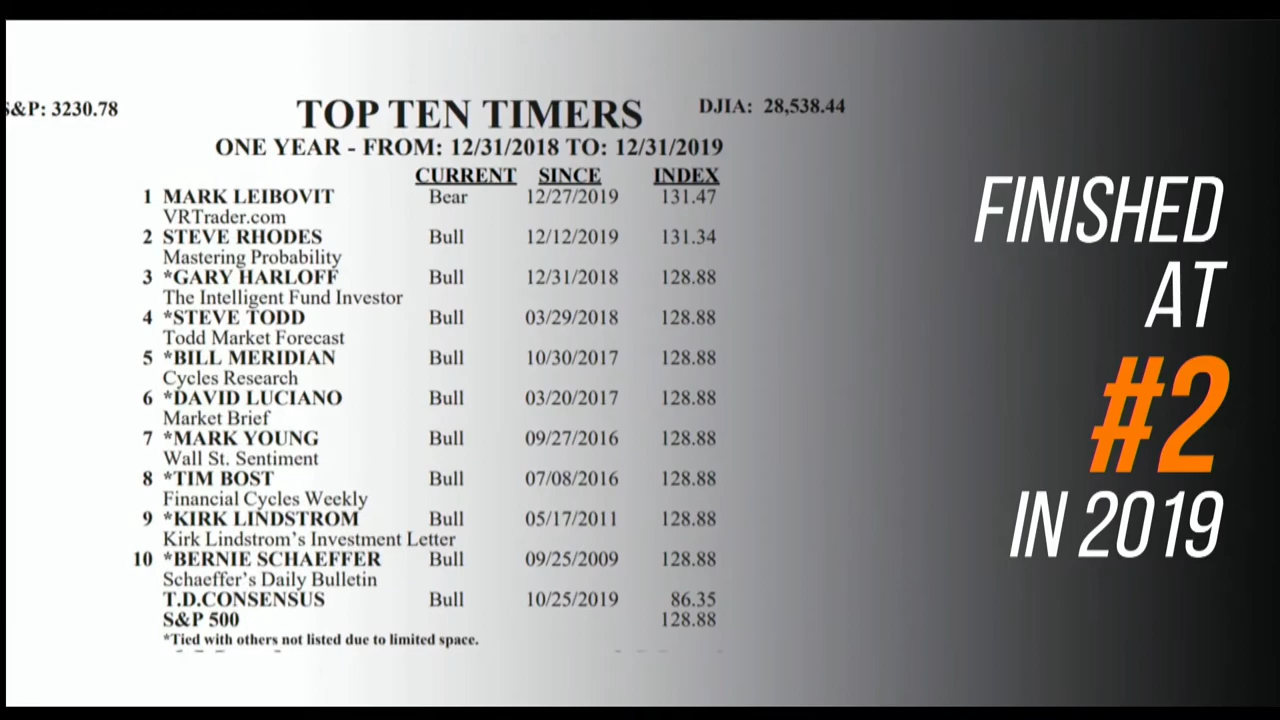 S&P: 3230.78
TOP TEN TIMERS
DJIA: 28,538.44
ONE YEAR - FROM: 12/31/2018 TO: 12/31/2019
CURRENT SINCE INDEX
1 MARK LEIBOVIT Bear 12/27/2019 131.47
VRTrader.com
2 STEVE RHODES Bull 12/12/2019 131.34
Mastering Probability
3 *GARY HARLOFF Bull 12/31/2018 128.88
The Intelligent Fund Investor
4 *STEVE TODD Bull 03/29/2018 128.88
Todd Market Forecast
5 *BILL MERIDIAN Bull 10/30/2017 128.88
Cycles Research
6 *DAVID LUCIANO Bull 03/20/2017 128.88
Market Brief
7 *MARK YOUNG Bull 09/27/2016 128.88
Wall St. Sentiment
8 *TIM BOST Bull 07/08/2016 128.88
Financial Cycles Weekly
9 *KIRK LINDSTROM Bull 05/17/2011 128.88
Kirk Lindstrom's Investment Letter
10 *BERNIE SCHAEFFER Bull 09/25/2009 128.88
Schaeffer's Daily Bulletin
T.D.CONSENSUS Bull 10/25/2019 86.35
S&P 500 128.88
*Tied with others not listed due to limited space.
FINISHED
AT
#2
IN 2019